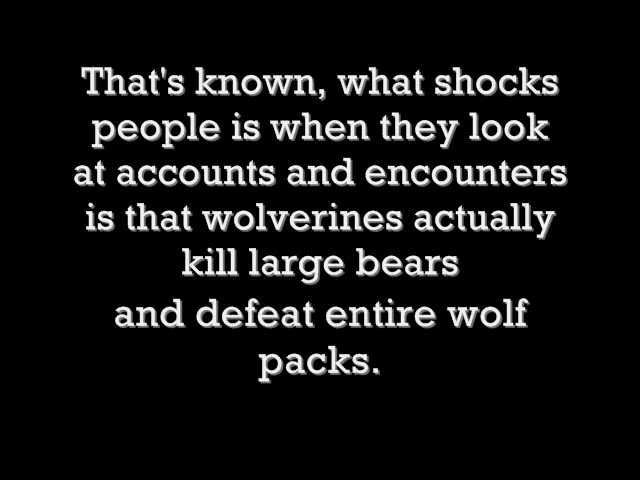 That's known, what shocks
people is when they look
at accounts and encounters
is that wolverines actually
kill large bears
and defeat entire wolf
packs.